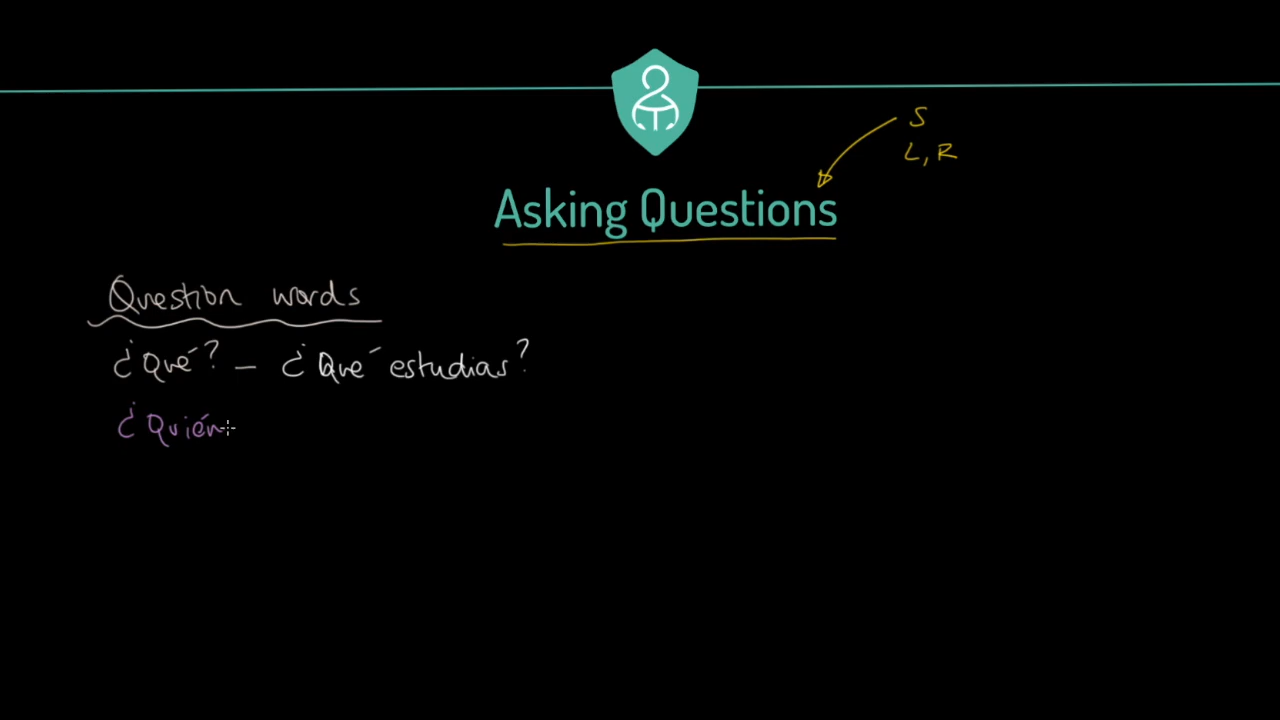 S
L, R
Asking Questions
Question words
¿Qué? – ¿Qué estudias?
¿Quién